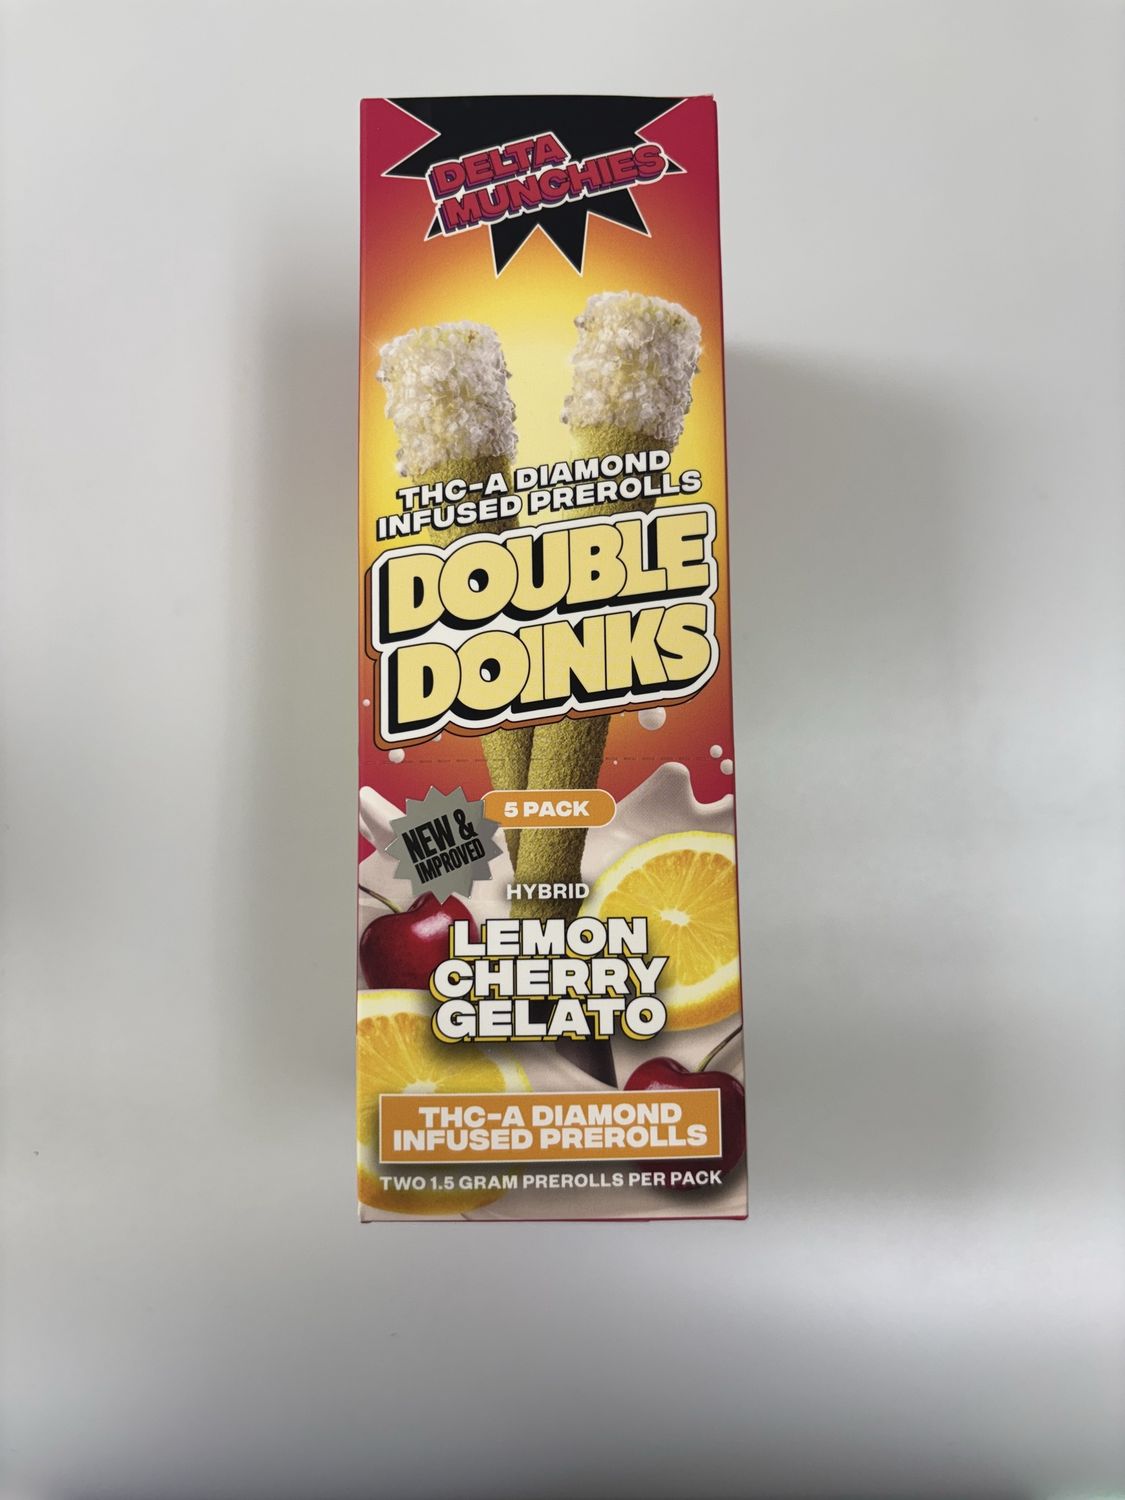 DELTA
MUNCHIES
THC-A DIAMOND
INFUSED PREROLLS
DOUBLE
DOINKS
5 PACK
NEW &
IMPROVED
HYBRID
LEMON
CHERRY
GELATO
THC-A DIAMOND
INFUSED PREROLLS
TWO 1.5 GRAM PREROLLS PER PACK